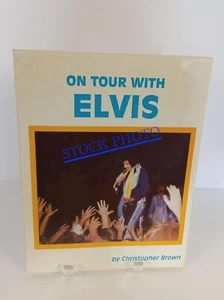 ON TOUR WITH
ELVIS
STOCK PHOTO
by Christopher Brown